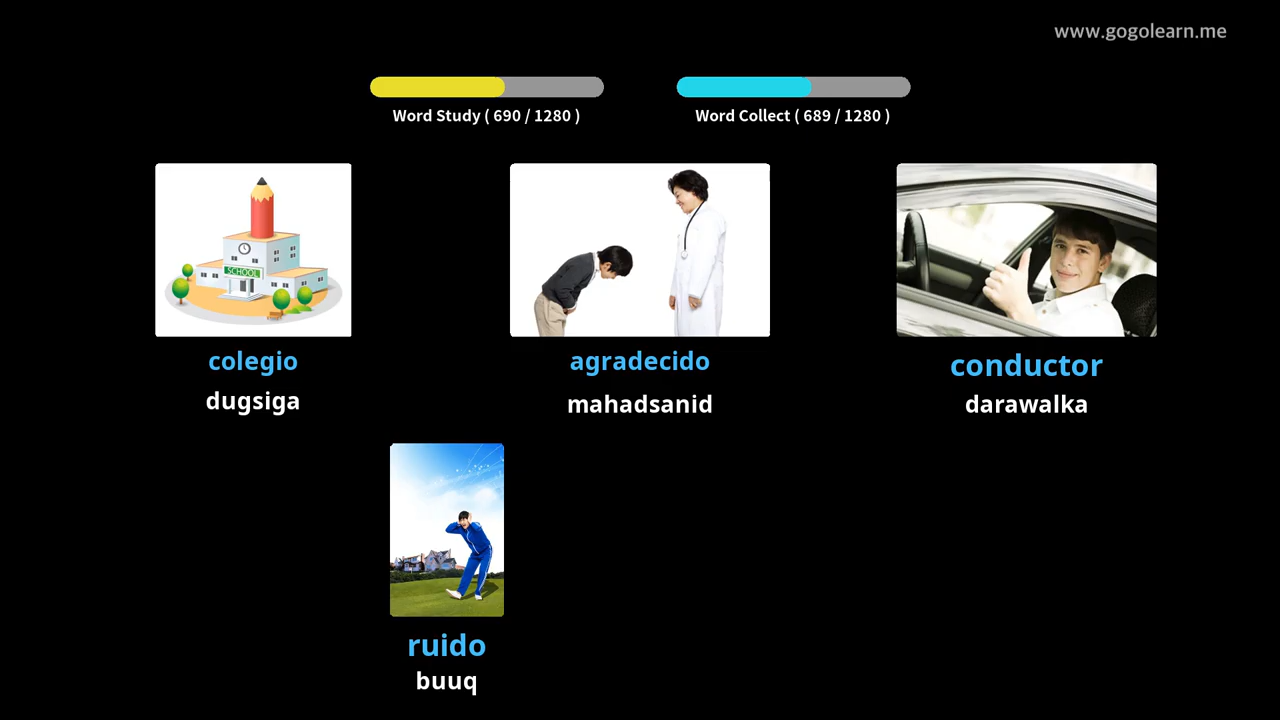 www.gogolearn.me
Word Study ( 690 / 1280 )
Word Collect ( 689 / 1280 )
SCHOOL
colegio
dugsiga
agradecido
mahadsanid
conductor
darawalka
ruido
buuq